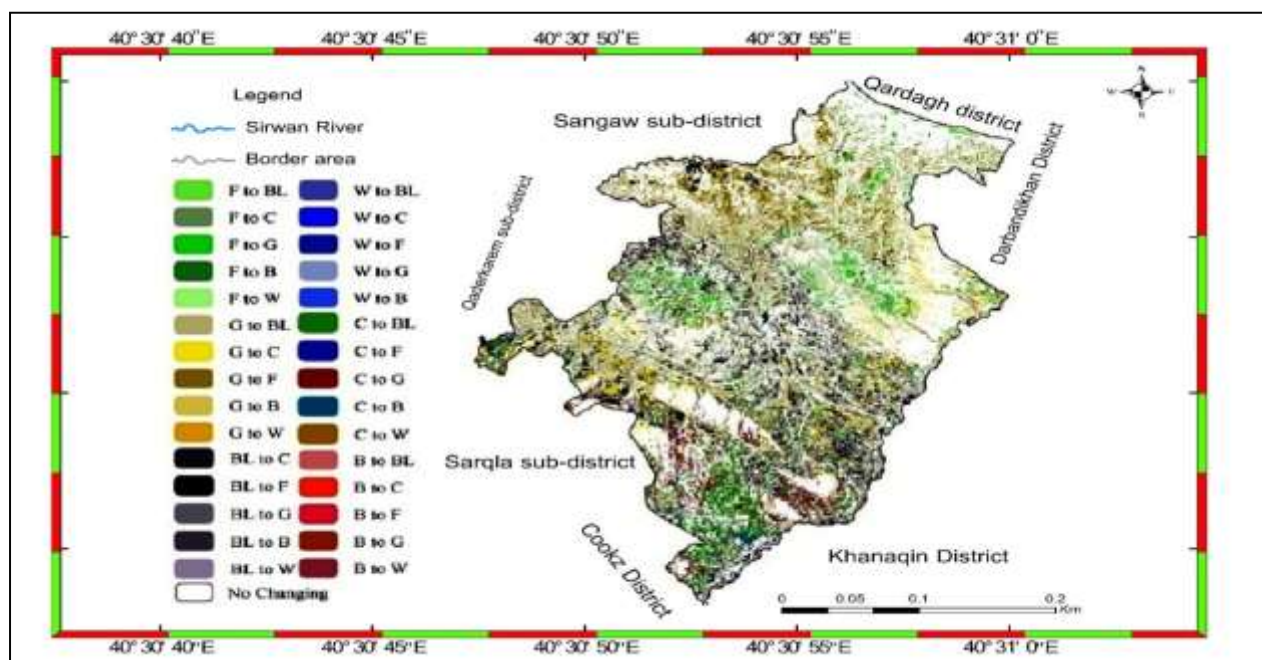 40°30'40"E 40°30'45"E 40°30'50"E 40°30'55"E 40°31'0"E
Legend
Sirwan River
Border area
F to BL W to BL
F to C W to C
F to G W to F
F to B W to G
F to W W to B
G to BL C to BL
G to C C to F
G to F C to G
G to B C to B
G to W C to W
BL to C B to BL
BL to F B to C
BL to G B to F
BL to B B to G
BL to W B to W
No Changing
Sangaw sub-district
Qardagh district
Darbandikhan District
Qaderkarem sub-district
Sarqla sub-district
Cookz District
Khanaqin District
N
W E
S
0 0.05 0.1 0.2
Km
40°30'40"E 40°30'45"E 40°30'50"E 40°30'55"E 40°31'0"E